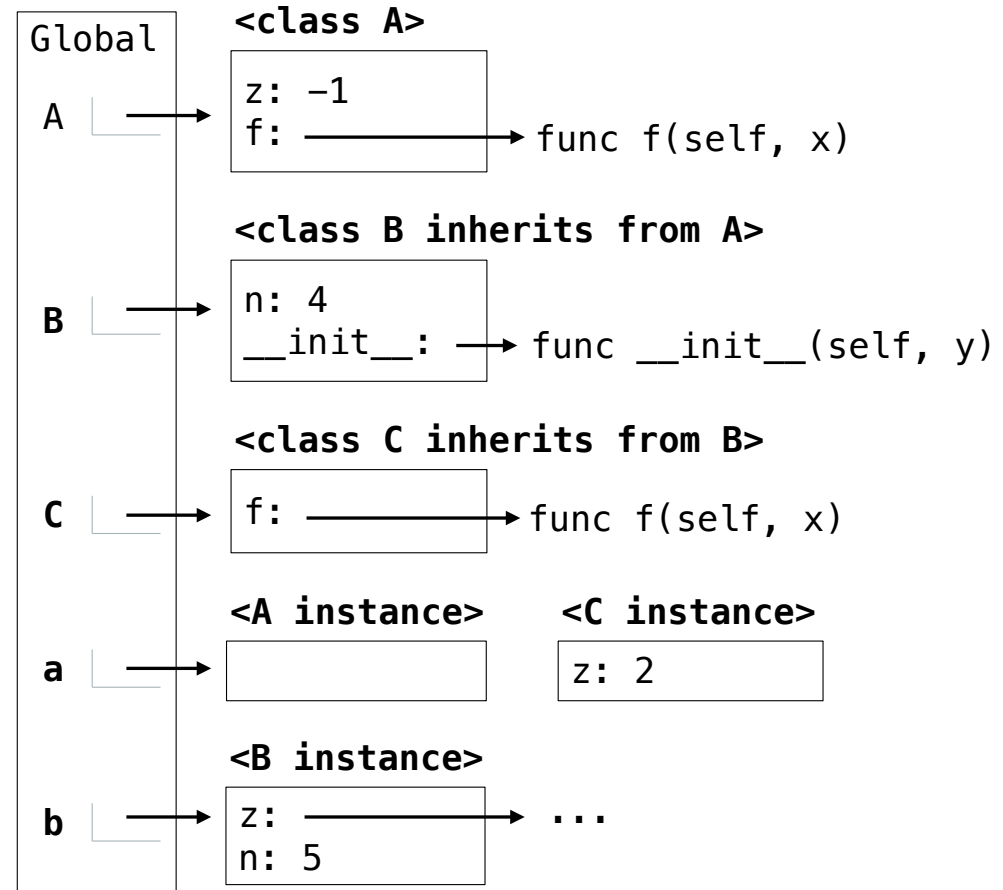 Global
<class A>
A
z: −1
f:
func f(self, x)
<class B inherits from A>
B
n: 4
__init__:
func __init__(self, y)
<class C inherits from B>
C
f:
func f(self, x)
<A instance>
<C instance>
a
z: 2
<B instance>
b
z:
...
n: 5